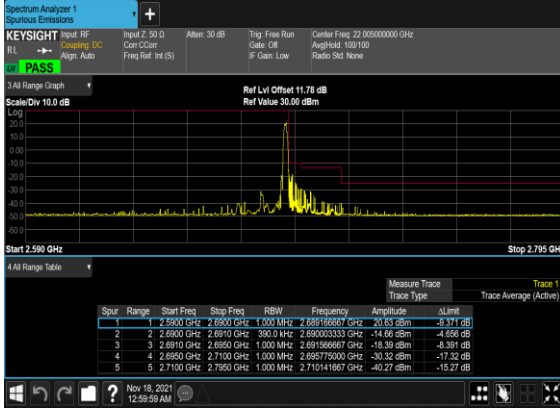 Spectrum Analyzer 1
Spurious Emissions
KEYSIGHT Input: RF Input Z: 50 Ω Atten: 30 dB Trig: Free Run Center Freq: 22.005000000 GHz
RL Coupling: DC Corr CCorr Gate: Off Avg|Hold: 100/100
Align: Auto Freq Ref: Int (S) IF Gain: Low Radio Std: None
PASS
3 All Range Graph
Ref Lvl Offset 11.78 dB
Scale/Div 10.0 dB Ref Value 30.00 dBm
Log
20.0
10.0
0.00
-10.0
-20.0
-30.0
-40.0
-50.0
-60.0
Start 2.590 GHz Stop 2.795 GH
4 All Range Table
Measure Trace Trace 1
Trace Type Trace Average (Active)
Spur Range Start Freq Stop Freq RBW Frequency Amplitude ΔLimit
1 1 2.5900 GHz 2.6900 GHz 1.000 MHz 2.689166667 GHz 20.63 dBm -9.371 dB
2 2 2.6900 GHz 2.6910 GHz 390.0 kHz 2.690003333 GHz -14.66 dBm -4.656 dB
3 3 2.6910 GHz 2.6950 GHz 1.000 MHz 2.691566667 GHz -18.39 dBm -8.391 dB
4 4 2.6950 GHz 2.7100 GHz 1.000 MHz 2.695775000 GHz -30.32 dBm -17.32 dB
5 5 2.7100 GHz 2.7950 GHz 1.000 MHz 2.710141667 GHz -40.27 dBm -15.27 dB
Nov 18, 2021
12:59:59 AM